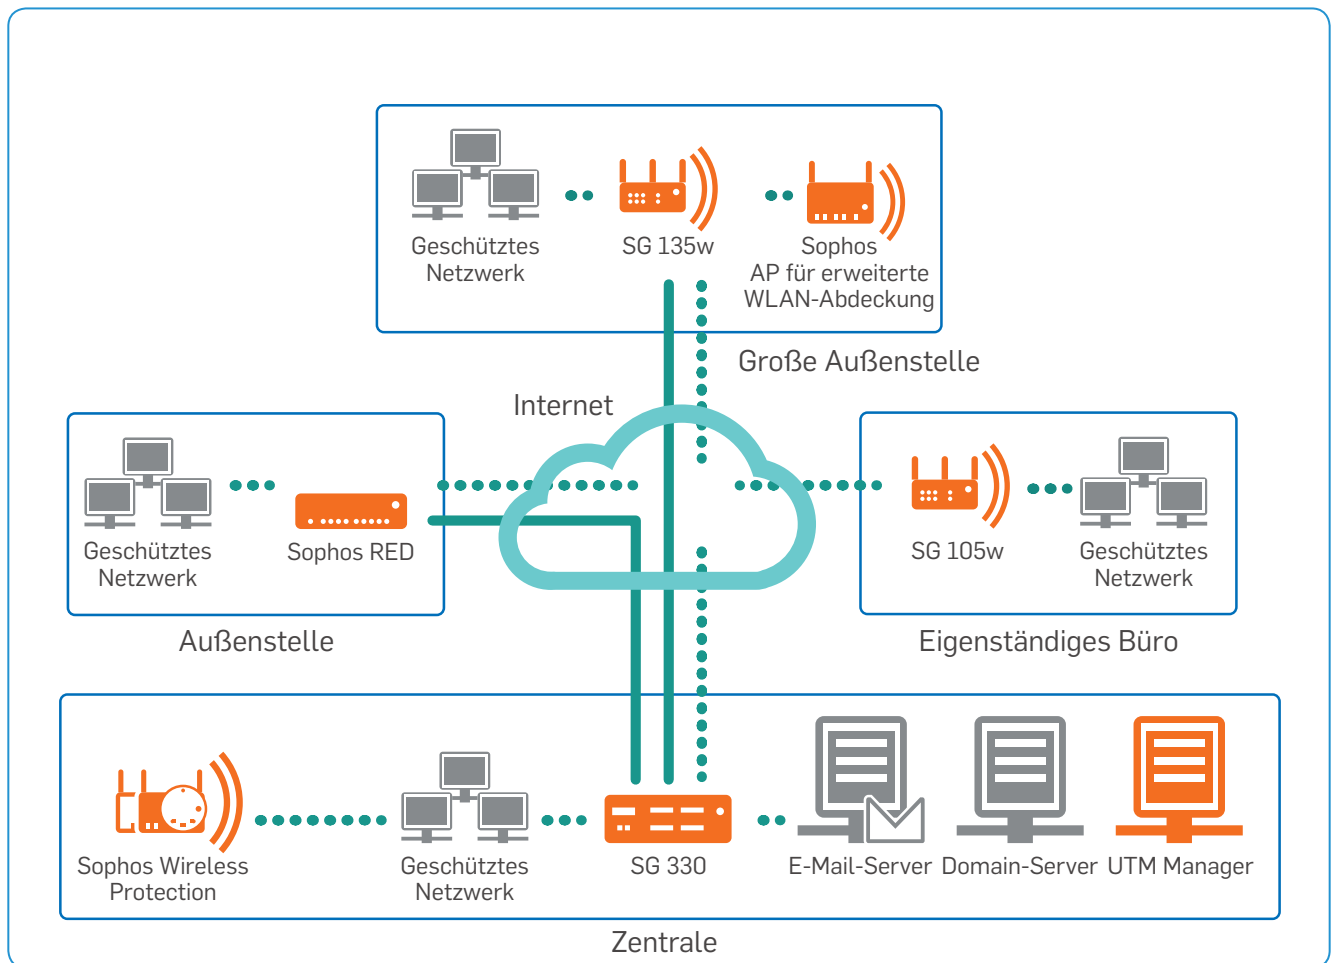 Geschütztes
Netzwerk
SG 135w
Sophos
AP für erweiterte
WLAN-Abdeckung
Große Außenstelle
Internet
Geschütztes
Netzwerk
Sophos RED
Außenstelle
SG 105w
Geschütztes
Netzwerk
Eigenständiges Büro
Sophos Wireless
Protection
Geschütztes
Netzwerk
SG 330
E-Mail-Server
Domain-Server
UTM Manager
Zentrale